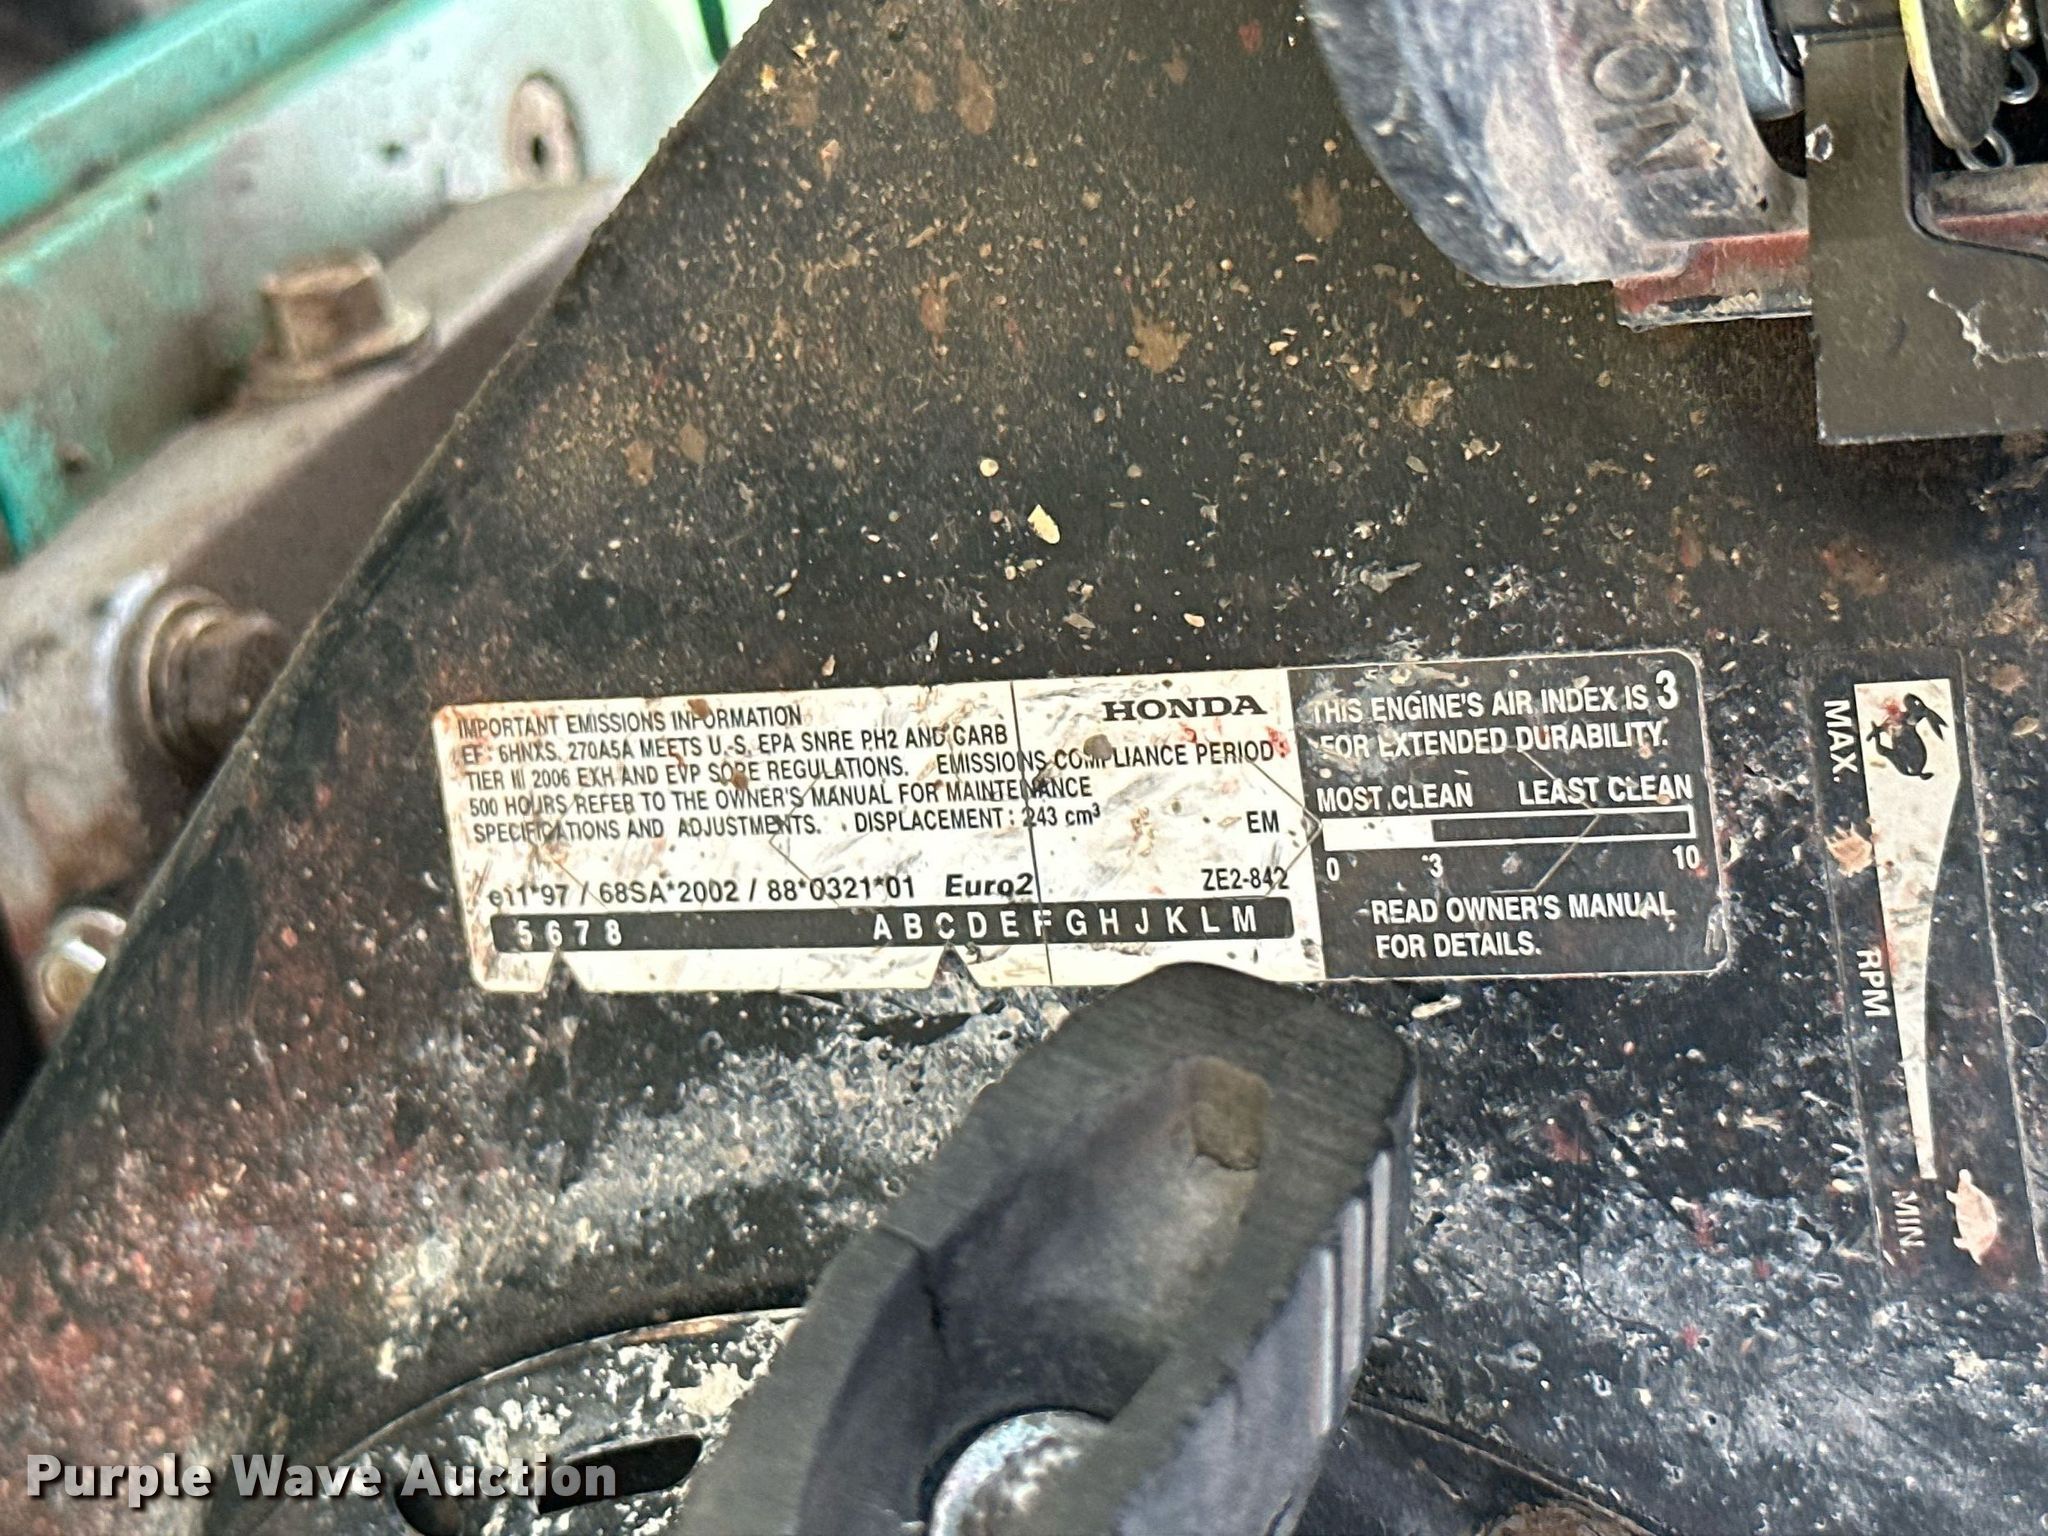 ON
IMPORTANT EMISSIONS INFORMATION
HONDA
EF : 6HNXS. 270A5A MEETS U.S. EPA SNRE PH2 AND CARB
TIER III 2006 EXH AND EVP SORE REGULATIONS. EMISSIONS COMPLIANCE PERIOD :
500 HOURS REFER TO THE OWNER'S MANUAL FOR MAINTENANCE
SPECIFICATIONS AND ADJUSTMENTS. DISPLACEMENT : 243 cm³ EM
e11*97 / 68SA*2002 / 88*0321*01 Euro2 ZE2-842
5 6 7 8 A B C D E F G H J K L M
THIS ENGINE'S AIR INDEX IS 3
FOR EXTENDED DURABILITY.
MOST CLEAN LEAST CLEAN
0 3 10
READ OWNER'S MANUAL
FOR DETAILS.
MAX.
RPM
MIN.
Purple Wave Auction